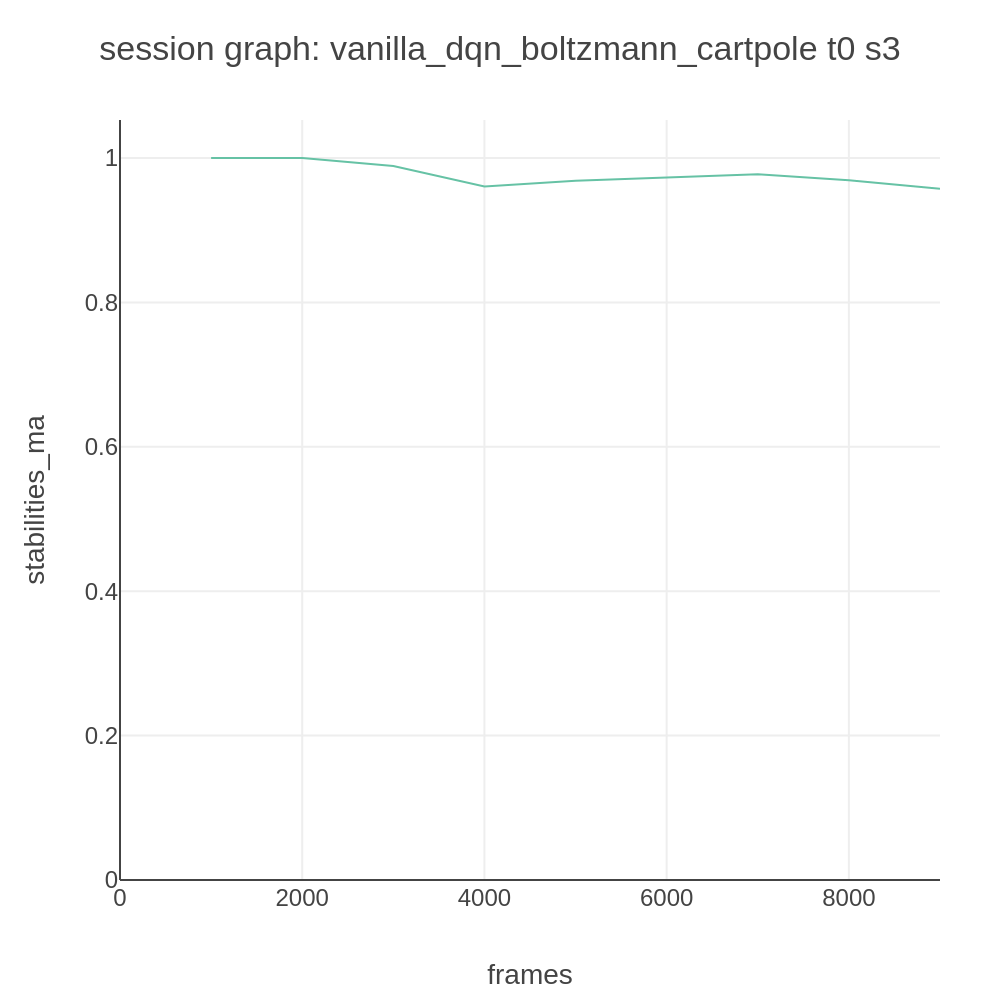 session graph: vanilla_dqn_boltzmann_cartpole t0 s3
1
0.8
0.6
0.4
0.2
0
stabilities_ma
0 2000 4000 6000 8000
frames